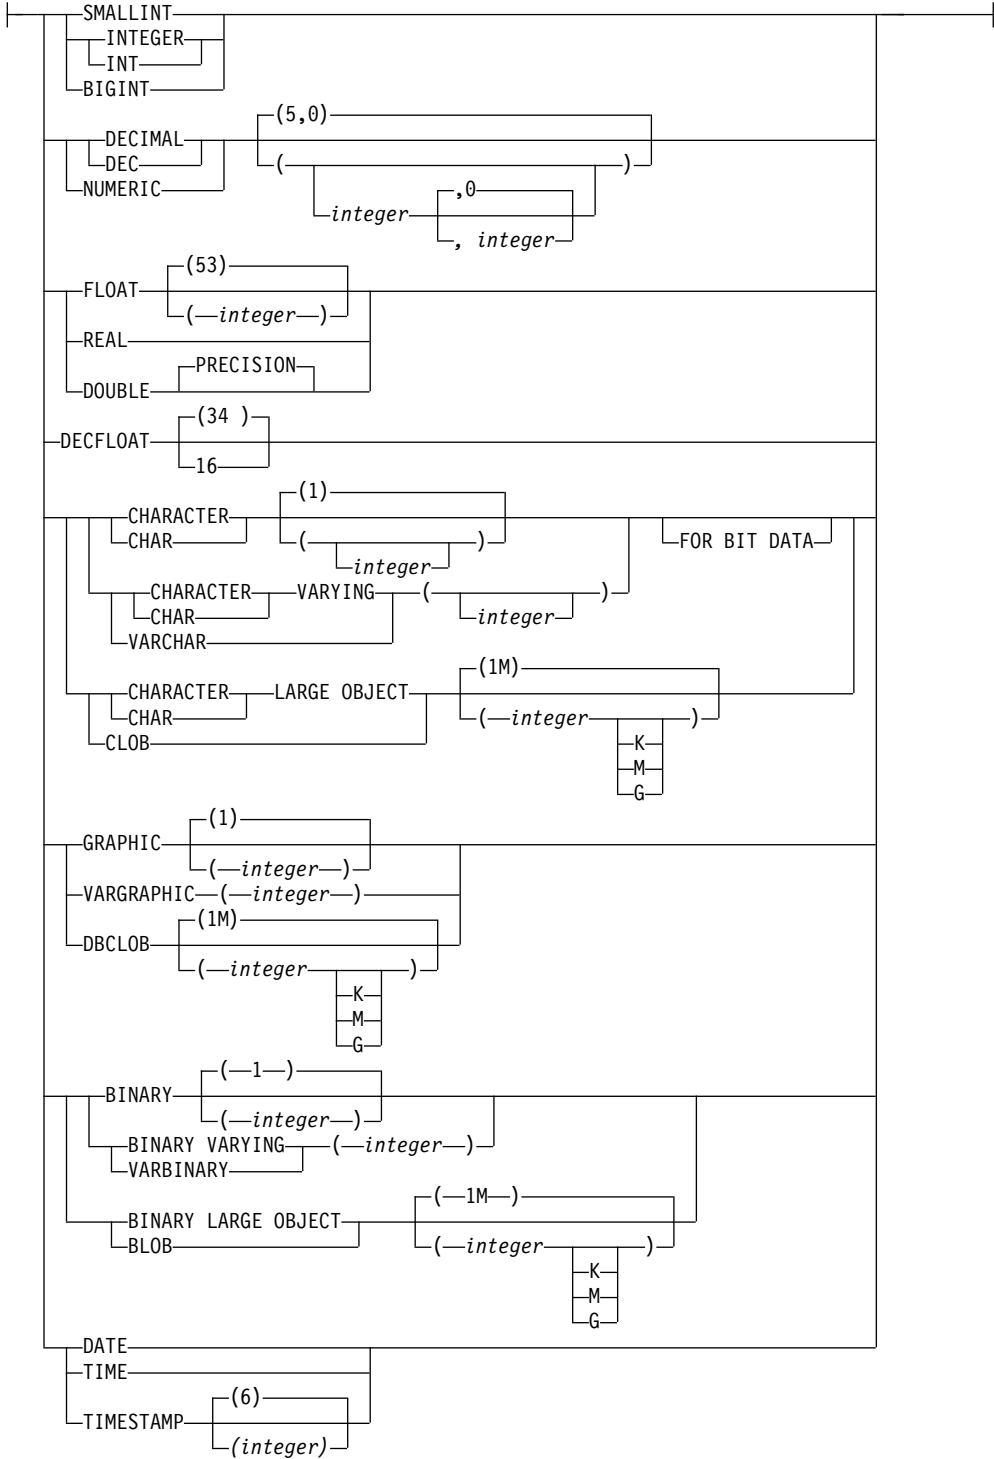 SMALLINT
INTEGER
INT
BIGINT
(5,0)
DECIMAL
DEC ( )
NUMERIC
,0
integer
, integer
(53)
FLOAT
( integer )
REAL
PRECISION
DOUBLE
(34 )
DECFLOAT
16
(1)
CHARACTER
CHAR ( ) FOR BIT DATA
integer
CHARACTER VARYING ( )
CHAR integer
VARCHAR
(1M)
CHARACTER LARGE OBJECT
CHAR ( integer )
CLOB K
M
G
(1)
GRAPHIC
( integer )
VARGRAPHIC ( integer )
(1M)
DBCLOB
( integer )
K
M
G
( 1 )
BINARY
( integer )
BINARY VARYING ( integer )
VARBINARY
( 1M )
BINARY LARGE OBJECT
BLOB ( integer )
K
M
G
DATE
TIME
(6)
TIMESTAMP
(integer)